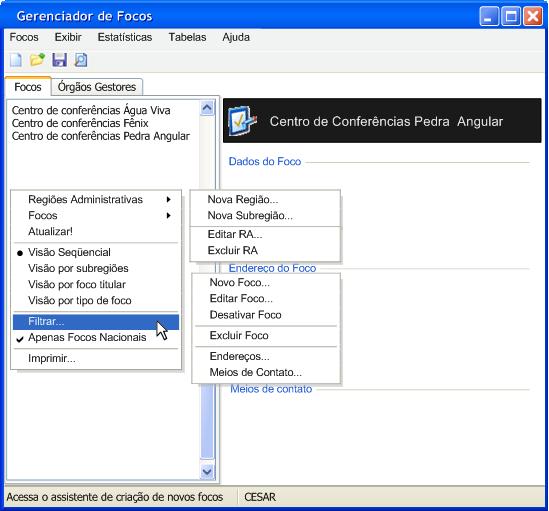 Gerenciador de Focos
Focos Exibir Estatísticas Tabelas Ajuda
Focos Órgãos Gestores
Centro de conferências Água Viva
Centro de conferências Fênix
Centro de conferências Pedra Angular
Centro de Conferências Pedra Angular
Dados do Foco
Regiões Administrativas
Focos
Atualizar!
Visão Seqüencial
Visão por subregiões
Visão por foco titular
Visão por tipo de foco
Filtrar...
Apenas Focos Nacionais
Imprimir...
Nova Região...
Nova Subregião...
Editar RA...
Excluir RA
Endereço do Foco
Novo Foco...
Editar Foco...
Desativar Foco
Excluir Foco
Endereços...
Meios de Contato...
Meios de contato
Acessa o assistente de criação de novos focos CESAR